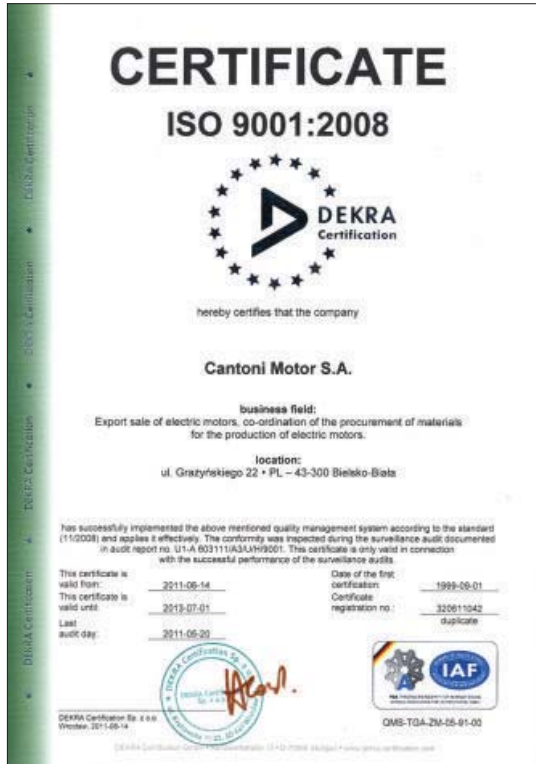 CERTIFICATE
ISO 9001:2008
DEKRA
Certification
hereby certifies that the company
Cantoni Motor S.A.
business field:
Export sale of electric motors, co-ordination of the procurement of materials
for the production of electric motors.
location:
ul. Grażyńskiego 22 • PL – 43-300 Bielsko-Biała
has successfully implemented the above mentioned quality management system according to the standard
(11/2008) and applies it effectively. The conformity was inspected during the surveillance audit documented
in audit report no. U1-A 603111/A3/U/H/9001. This certificate is only valid in connection
with the successful performance of the surveillance audits.
This certificate is
valid from: 2011-06-14
This certificate is
valid until: 2013-07-01
Last
audit day: 2011-05-20
Date of the first
certification: 1999-09-01
Certificate
registration no.: 320611042
duplicate
DEKRA Certification Sp. z o.o.
Wrocław, 2011-06-14
IAF
QMS-TGA-ZM-05-91-00
DEKRA Certification
DEKRA Certification
DEKRA Certification
DEKRA Certification
DEKRA Certification